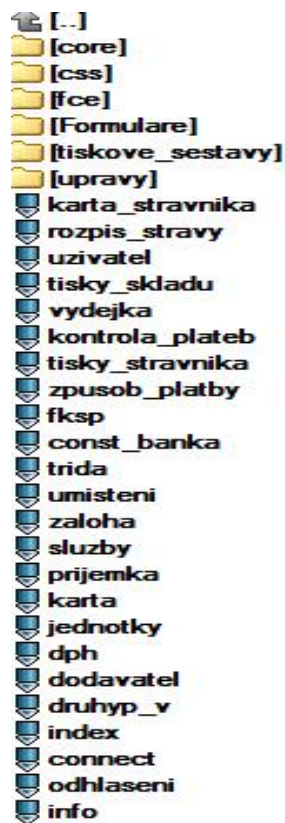 [..]
[core]
[css]
[fce]
[Formulare]
[tiskove_sestavy]
[upravy]
karta_stravnika
rozpis_stravy
uzivatel
tisky_skladu
vydejka
kontrola_plateb
tisky_stravnika
zpusob_platby
fksp
const_banka
trida
umisteni
zaloha
sluzby
prijemka
karta
jednotky
dph
dodavatel
druhyp_v
index
connect
odhlaseni
info